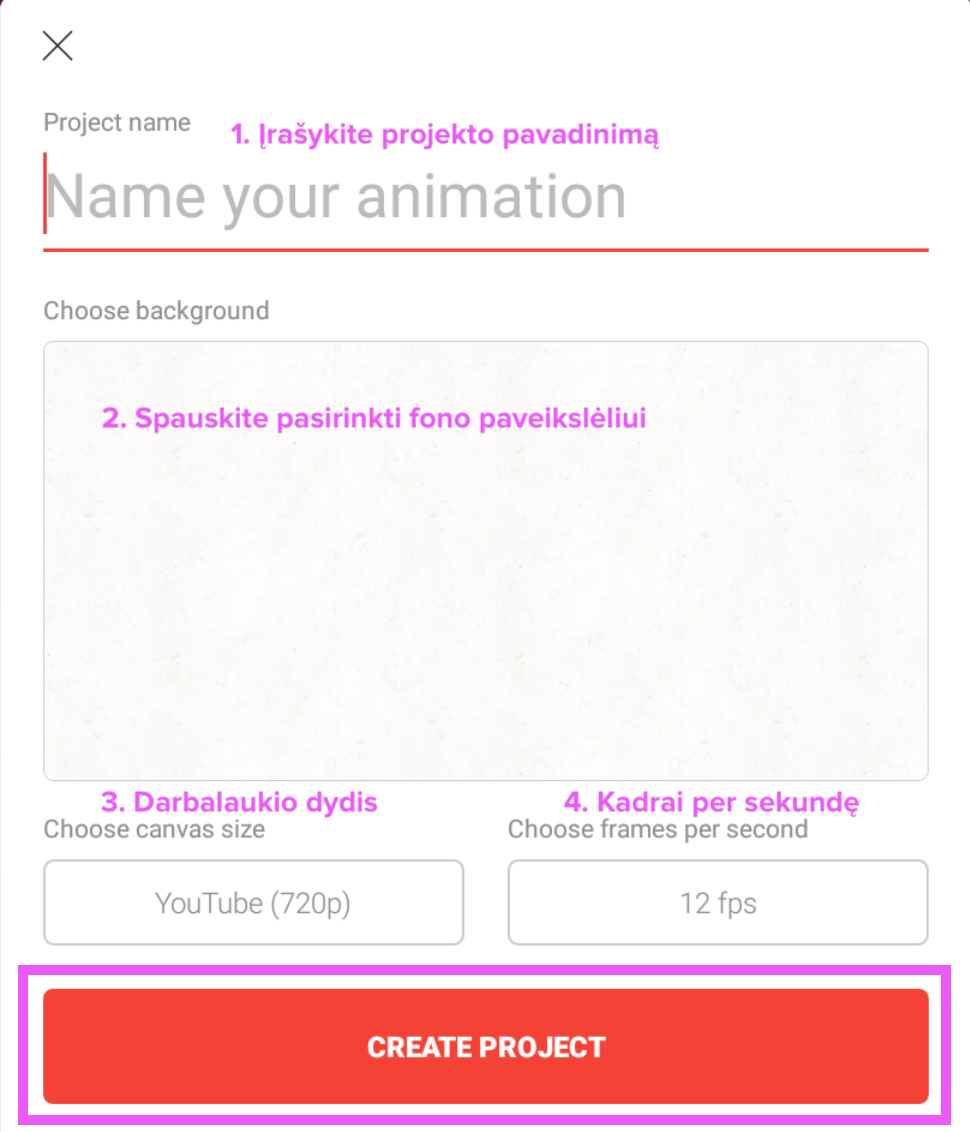 Project name
1. Įrašykite projekto pavadinimą
Name your animation
Choose background
2. Spauskite pasirinkti fono paveikslėliui
3. Darbalaukio dydis
Choose canvas size
4. Kadrai per sekundę
Choose frames per second
YouTube (720p)
12 fps
CREATE PROJECT